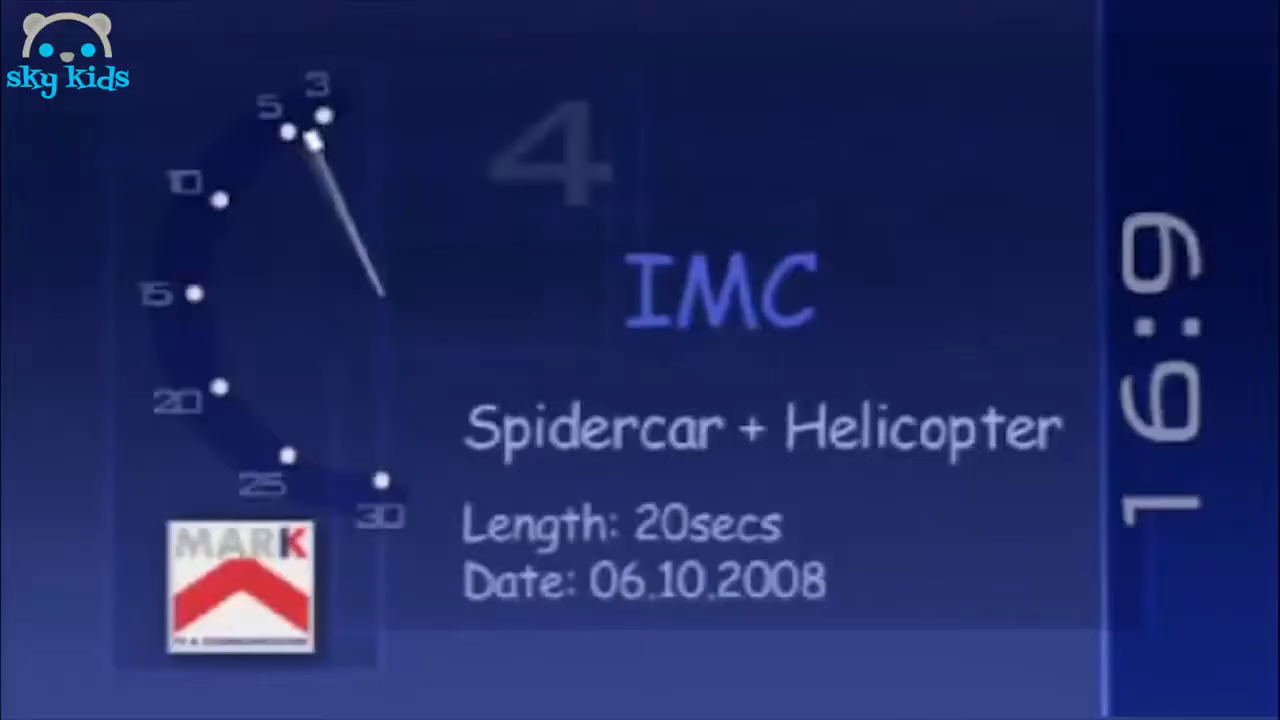 sky kids
3
5
4
10
15
20
25
30
IMC
Spidercar + Helicopter
Length: 20secs
Date: 06.10.2008
MARK
16:9